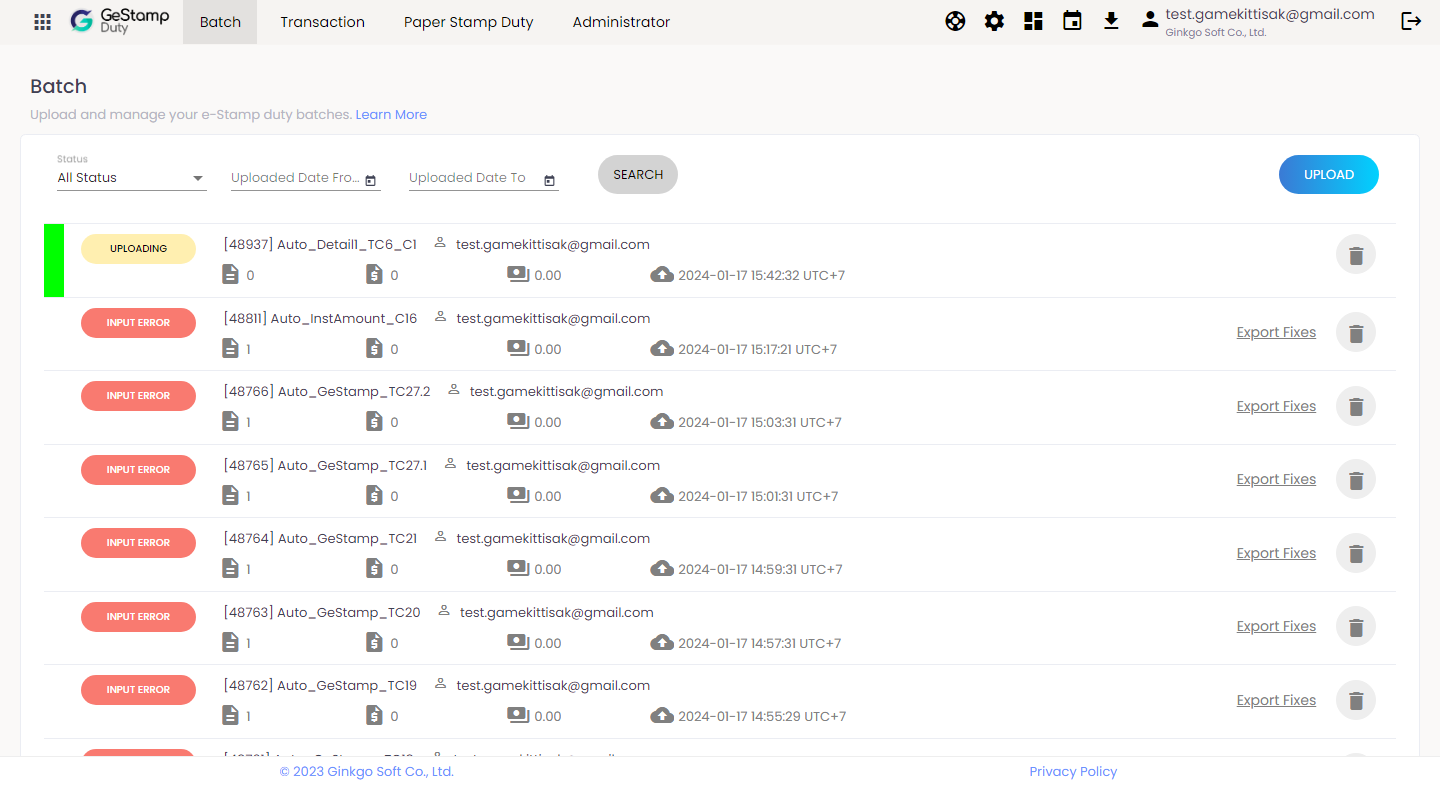 GeStamp
Duty
Batch
Transaction
Paper Stamp Duty
Administrator
test.gamekittisak@gmail.com
Ginkgo Soft Co., Ltd.
Batch
Upload and manage your e-Stamp duty batches. Learn More
Status
All Status
Uploaded Date Fro...
Uploaded Date To
SEARCH
UPLOAD
UPLOADING
[48937] Auto_Detail1_TC6_C1 test.gamekittisak@gmail.com
0 0 0.00 2024-01-17 15:42:32 UTC+7
INPUT ERROR
[48811] Auto_InstAmount_C16 test.gamekittisak@gmail.com
1 0 0.00 2024-01-17 15:17:21 UTC+7
Export Fixes
INPUT ERROR
[48766] Auto_GeStamp_TC27.2 test.gamekittisak@gmail.com
1 0 0.00 2024-01-17 15:03:31 UTC+7
Export Fixes
INPUT ERROR
[48765] Auto_GeStamp_TC27.1 test.gamekittisak@gmail.com
1 0 0.00 2024-01-17 15:01:31 UTC+7
Export Fixes
INPUT ERROR
[48764] Auto_GeStamp_TC21 test.gamekittisak@gmail.com
1 0 0.00 2024-01-17 14:59:31 UTC+7
Export Fixes
INPUT ERROR
[48763] Auto_GeStamp_TC20 test.gamekittisak@gmail.com
1 0 0.00 2024-01-17 14:57:31 UTC+7
Export Fixes
INPUT ERROR
[48762] Auto_GeStamp_TC19 test.gamekittisak@gmail.com
1 0 0.00 2024-01-17 14:55:29 UTC+7
Export Fixes
© 2023 Ginkgo Soft Co., Ltd.
Privacy Policy